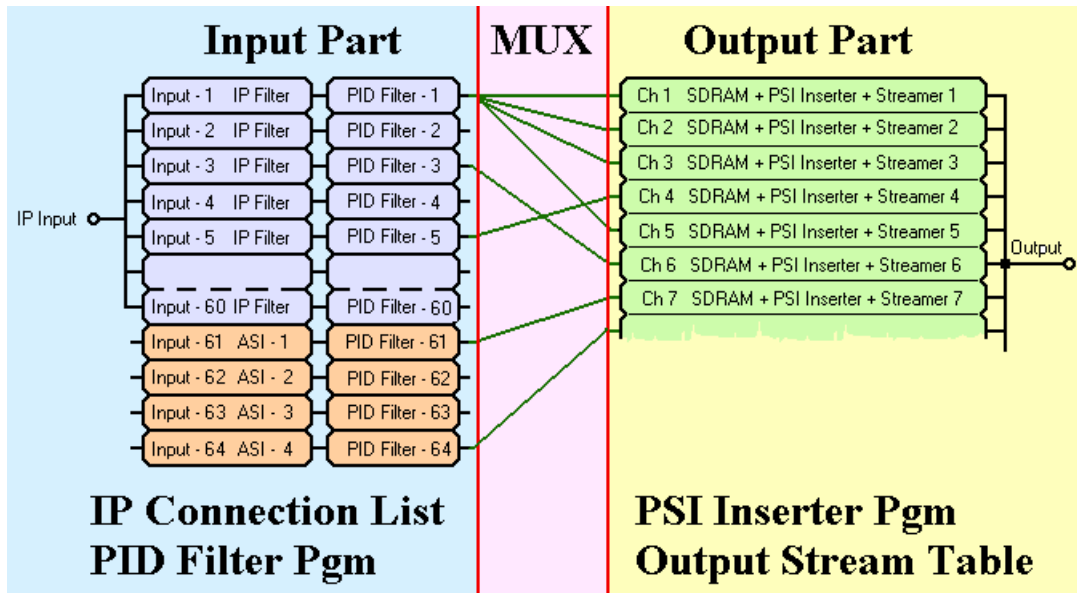 Input Part
MUX
Output Part
Input - 1 IP Filter
PID Filter - 1
Ch 1 SDRAM + PSI Inserter + Streamer 1
Input - 2 IP Filter
PID Filter - 2
Ch 2 SDRAM + PSI Inserter + Streamer 2
Input - 3 IP Filter
PID Filter - 3
Ch 3 SDRAM + PSI Inserter + Streamer 3
Input - 4 IP Filter
PID Filter - 4
Ch 4 SDRAM + PSI Inserter + Streamer 4
IP Input
Input - 5 IP Filter
PID Filter - 5
Ch 5 SDRAM + PSI Inserter + Streamer 5
Output
Ch 6 SDRAM + PSI Inserter + Streamer 6
Input - 60 IP Filter
PID Filter - 60
Ch 7 SDRAM + PSI Inserter + Streamer 7
Input - 61 ASI - 1
PID Filter - 61
Input - 62 ASI - 2
PID Filter - 62
Input - 63 ASI - 3
PID Filter - 63
Input - 64 ASI - 4
PID Filter - 64
IP Connection List
PID Filter Pgm
PSI Inserter Pgm
Output Stream Table